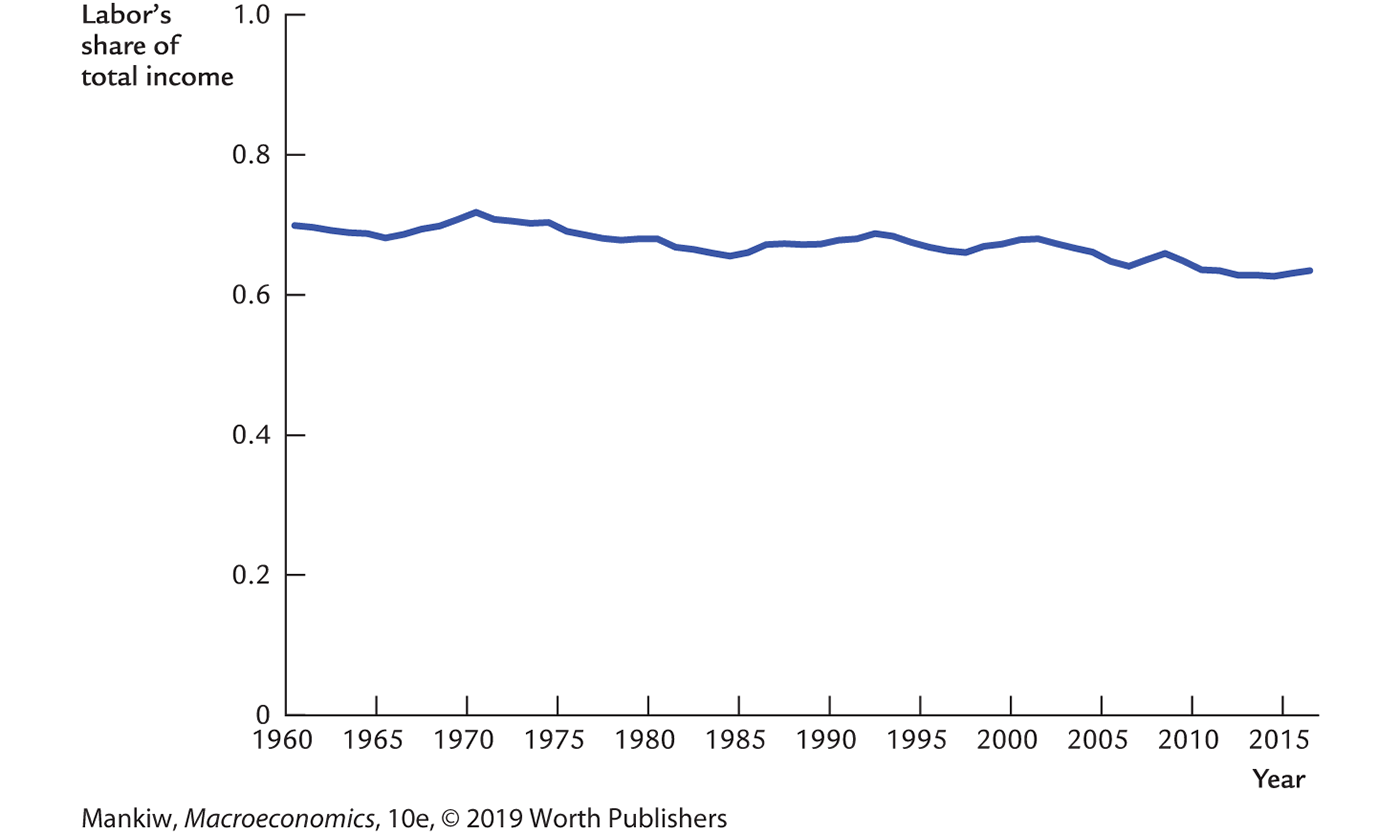 Labor’s
share of
total income
1.0
0.8
0.6
0.4
0.2
0
1960 1965 1970 1975 1980 1985 1990 1995 2000 2005 2010 2015
Year
Mankiw, Macroeconomics, 10e, © 2019 Worth Publishers